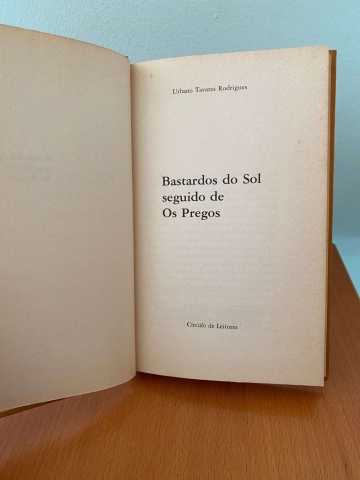 Urbano Tavares Rodrigues
Bastardos do Sol
seguido de
Os Pregos
Círculo de Leitores